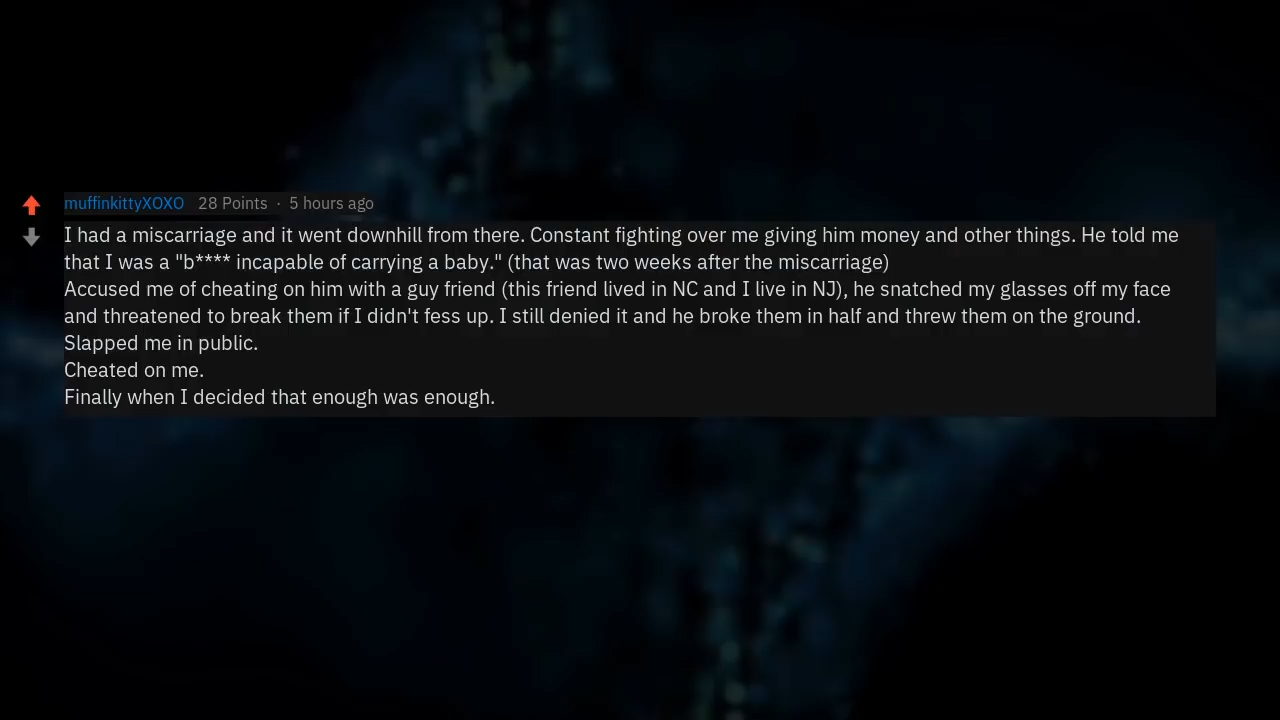 muffinkittyXOXO 28 Points · 5 hours ago
I had a miscarriage and it went downhill from there. Constant fighting over me giving him money and other things. He told me
that I was a "b**** incapable of carrying a baby." (that was two weeks after the miscarriage)
Accused me of cheating on him with a guy friend (this friend lived in NC and I live in NJ), he snatched my glasses off my face
and threatened to break them if I didn't fess up. I still denied it and he broke them in half and threw them on the ground.
Slapped me in public.
Cheated on me.
Finally when I decided that enough was enough.